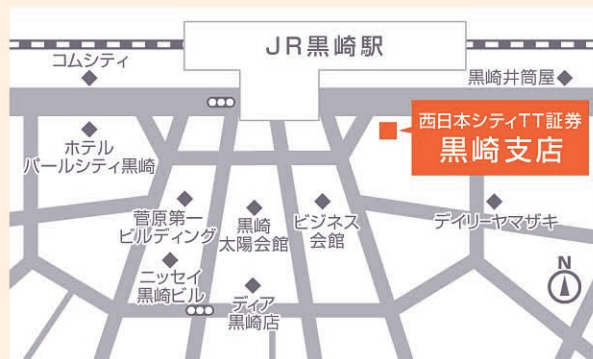 JR黒崎駅
コムシティ
黒崎井筒屋
西日本シティTT証券
黒崎支店
ホテル
パールシティ黒崎
菅原第一
ビルディング
黒崎
太陽会館
ビジネス
会館
デイリーヤマザキ
ニッセイ
黒崎ビル
ディア
黒崎店
N